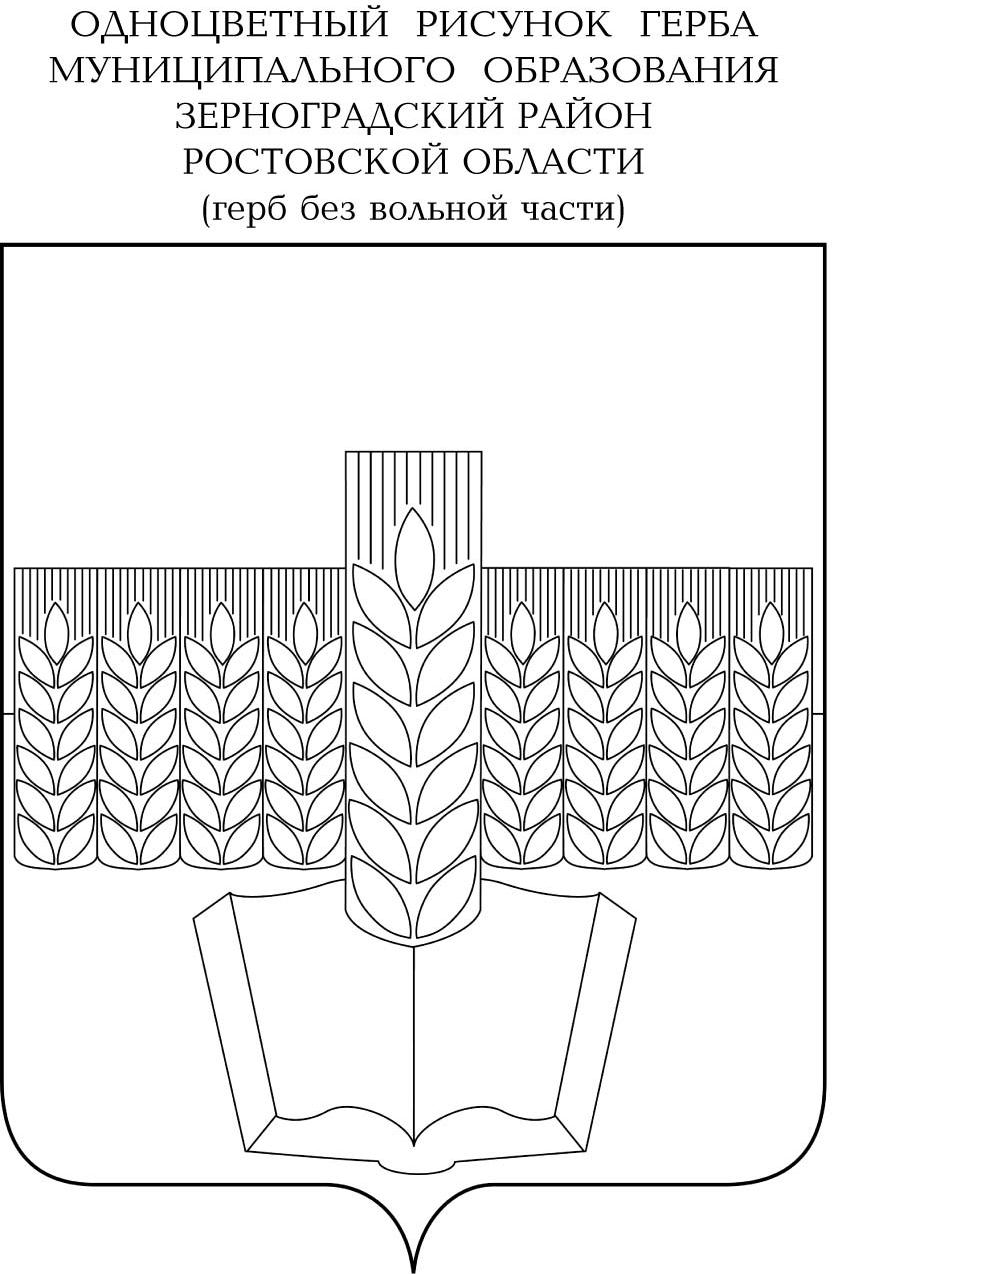 ОДНОЦВЕТНЫЙ РИСУНОК ГЕРБА
МУНИЦИПАЛЬНОГО ОБРАЗОВАНИЯ
ЗЕРНОГРАДСКИЙ РАЙОН
РОСТОВСКОЙ ОБЛАСТИ
(герб без вольной части)